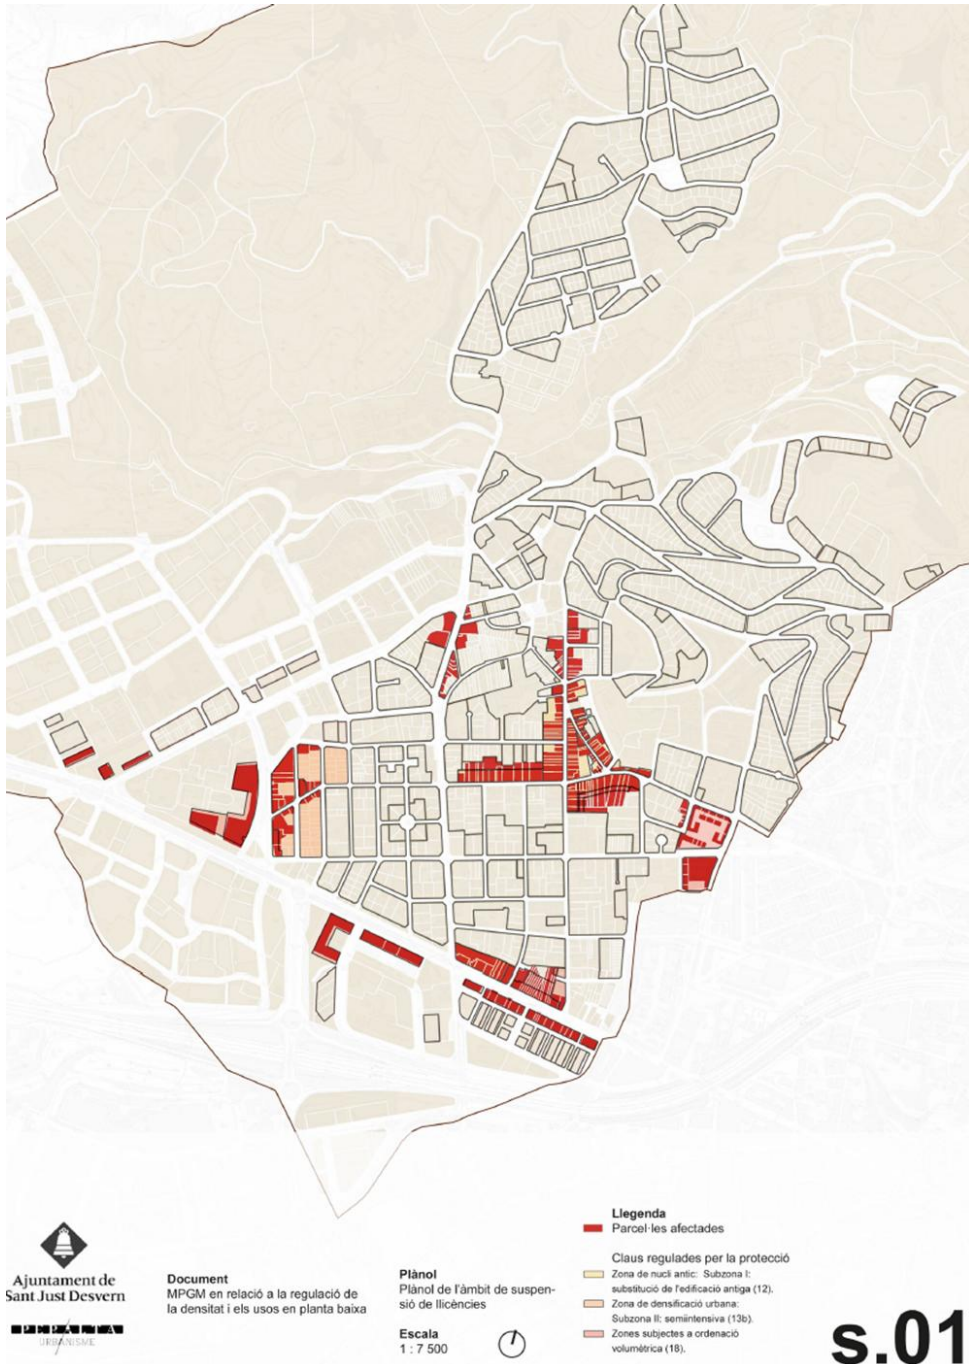 Llegenda
Parcel·les afectades
Claus regulades per la protecció
Zona de nucli antic: Subzona I:
substitució de l'edificació antiga (12).
Zona de densificació urbana:
Subzona II: semiintensiva (13b).
Zones subjectes a ordenació
volumètrica (18).
Ajuntament de
Sant Just Desvern
URBANISME
Document
MPGM en relació a la regulació de
la densitat i els usos en planta baixa
Plànol
Plànol de l'àmbit de suspen-
sió de llicències
Escala
1 : 7 500
s.01